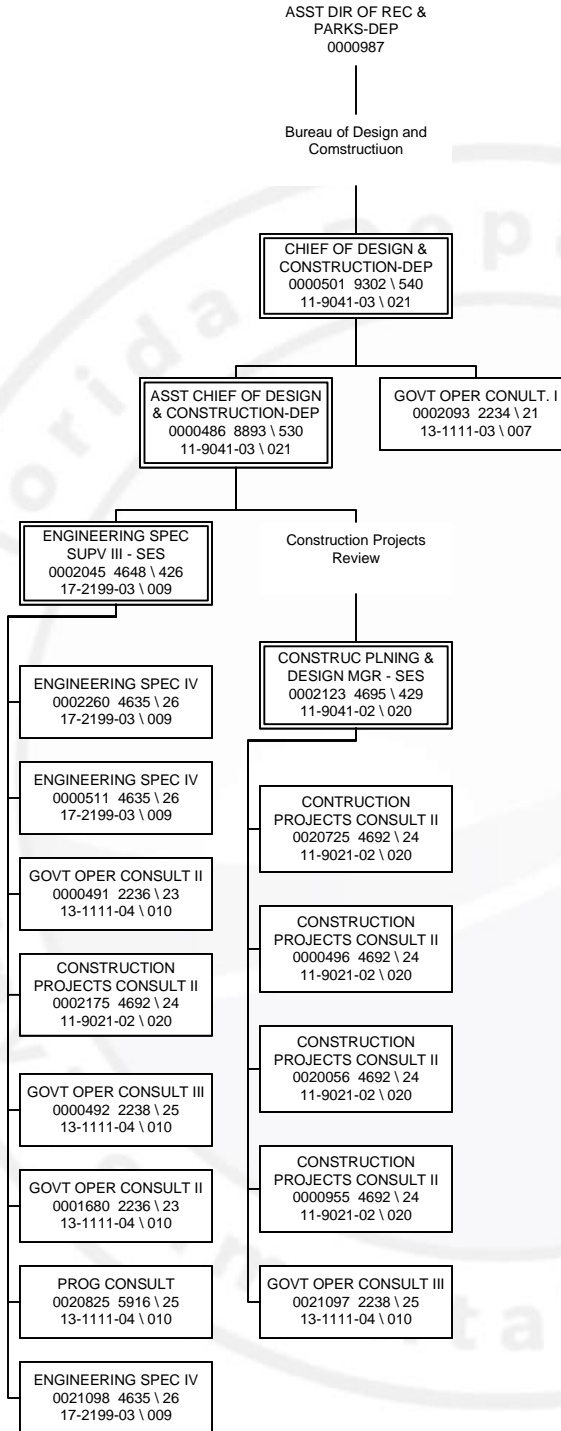 ASST DIR OF REC &
PARKS-DEP
0000987
Bureau of Design and
Comstructiuon
CHIEF OF DESIGN &
CONSTRUCTION-DEP
0000501 9302 \ 540
11-9041-03 \ 021
ASST CHIEF OF DESIGN
& CONSTRUCTION-DEP
0000486 8893 \ 530
11-9041-03 \ 021
GOVT OPER CONULT. I
0002093 2234 \ 21
13-1111-03 \ 007
ENGINEERING SPEC
SUPV III - SES
0002045 4648 \ 426
17-2199-03 \ 009
ENGINEERING SPEC IV
0002260 4635 \ 26
17-2199-03 \ 009
ENGINEERING SPEC IV
0000511 4635 \ 26
17-2199-03 \ 009
GOVT OPER CONSULT II
0000491 2236 \ 23
13-1111-04 \ 010
CONSTRUCTION
PROJECTS CONSULT II
0002175 4692 \ 24
11-9021-02 \ 020
GOVT OPER CONSULT III
0000492 2238 \ 25
13-1111-04 \ 010
GOVT OPER CONSULT II
0001680 2236 \ 23
13-1111-04 \ 010
PROG CONSULT
0020825 5916 \ 25
13-1111-04 \ 010
ENGINEERING SPEC IV
0021098 4635 \ 26
17-2199-03 \ 009
Construction Projects
Review
CONSTRUC PLNING &
DESIGN MGR - SES
0002123 4695 \ 429
11-9041-02 \ 020
CONTRUCTION
PROJECTS CONSULT II
0020725 4692 \ 24
11-9021-02 \ 020
CONSTRUCTION
PROJECTS CONSULT II
0000496 4692 \ 24
11-9021-02 \ 020
CONSTRUCTION
PROJECTS CONSULT II
0020056 4692 \ 24
11-9021-02 \ 020
CONSTRUCTION
PROJECTS CONSULT II
0000955 4692 \ 24
11-9021-02 \ 020
GOVT OPER CONSULT III
0021097 2238 \ 25
13-1111-04 \ 010